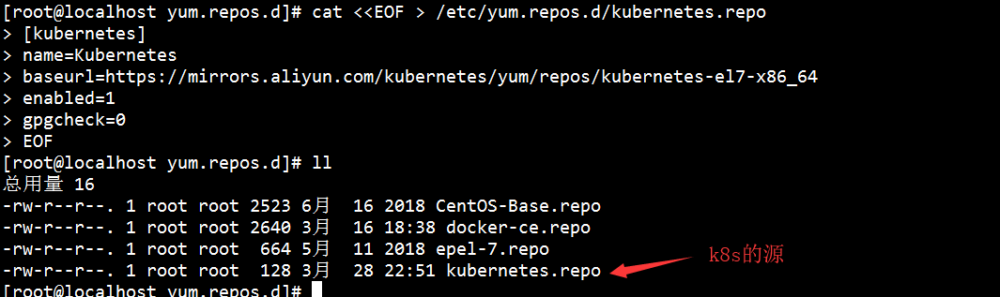 [root@localhost yum.repos.d]# cat <<EOF > /etc/yum.repos.d/kubernetes.repo
> [kubernetes]
> name=Kubernetes
> baseurl=https://mirrors.aliyun.com/kubernetes/yum/repos/kubernetes-el7-x86_64
> enabled=1
> gpgcheck=0
> EOF
[root@localhost yum.repos.d]# ll
总用量 16
-rw-r--r--. 1 root root 2523 6月  16 2018 CentOS-Base.repo
-rw-r--r--. 1 root root 2640 3月  16 18:38 docker-ce.repo
-rw-r--r--. 1 root root  664 5月  11 2018 epel-7.repo
-rw-r--r--. 1 root root  128 3月  28 22:51 kubernetes.repo
k8s的源
[root@localhost yum.repos.d]#